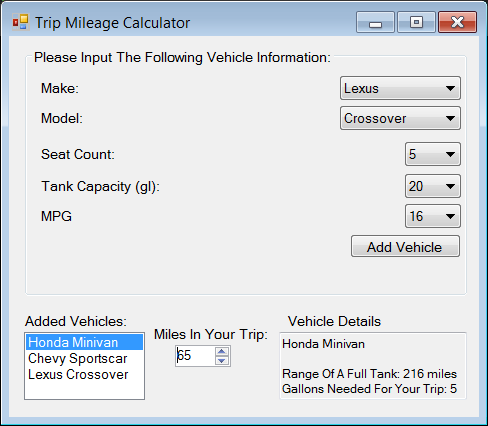 Trip Mileage Calculator
Please Input The Following Vehicle Information:
Make: Lexus
Model: Crossover
Seat Count: 5
Tank Capacity (gl): 20
MPG 16
Add Vehicle
Added Vehicles:
Honda Minivan
Chevy Sportscar
Lexus Crossover
Miles In Your Trip:
65
Vehicle Details
Honda Minivan
Range Of A Full Tank: 216 miles
Gallons Needed For Your Trip: 5